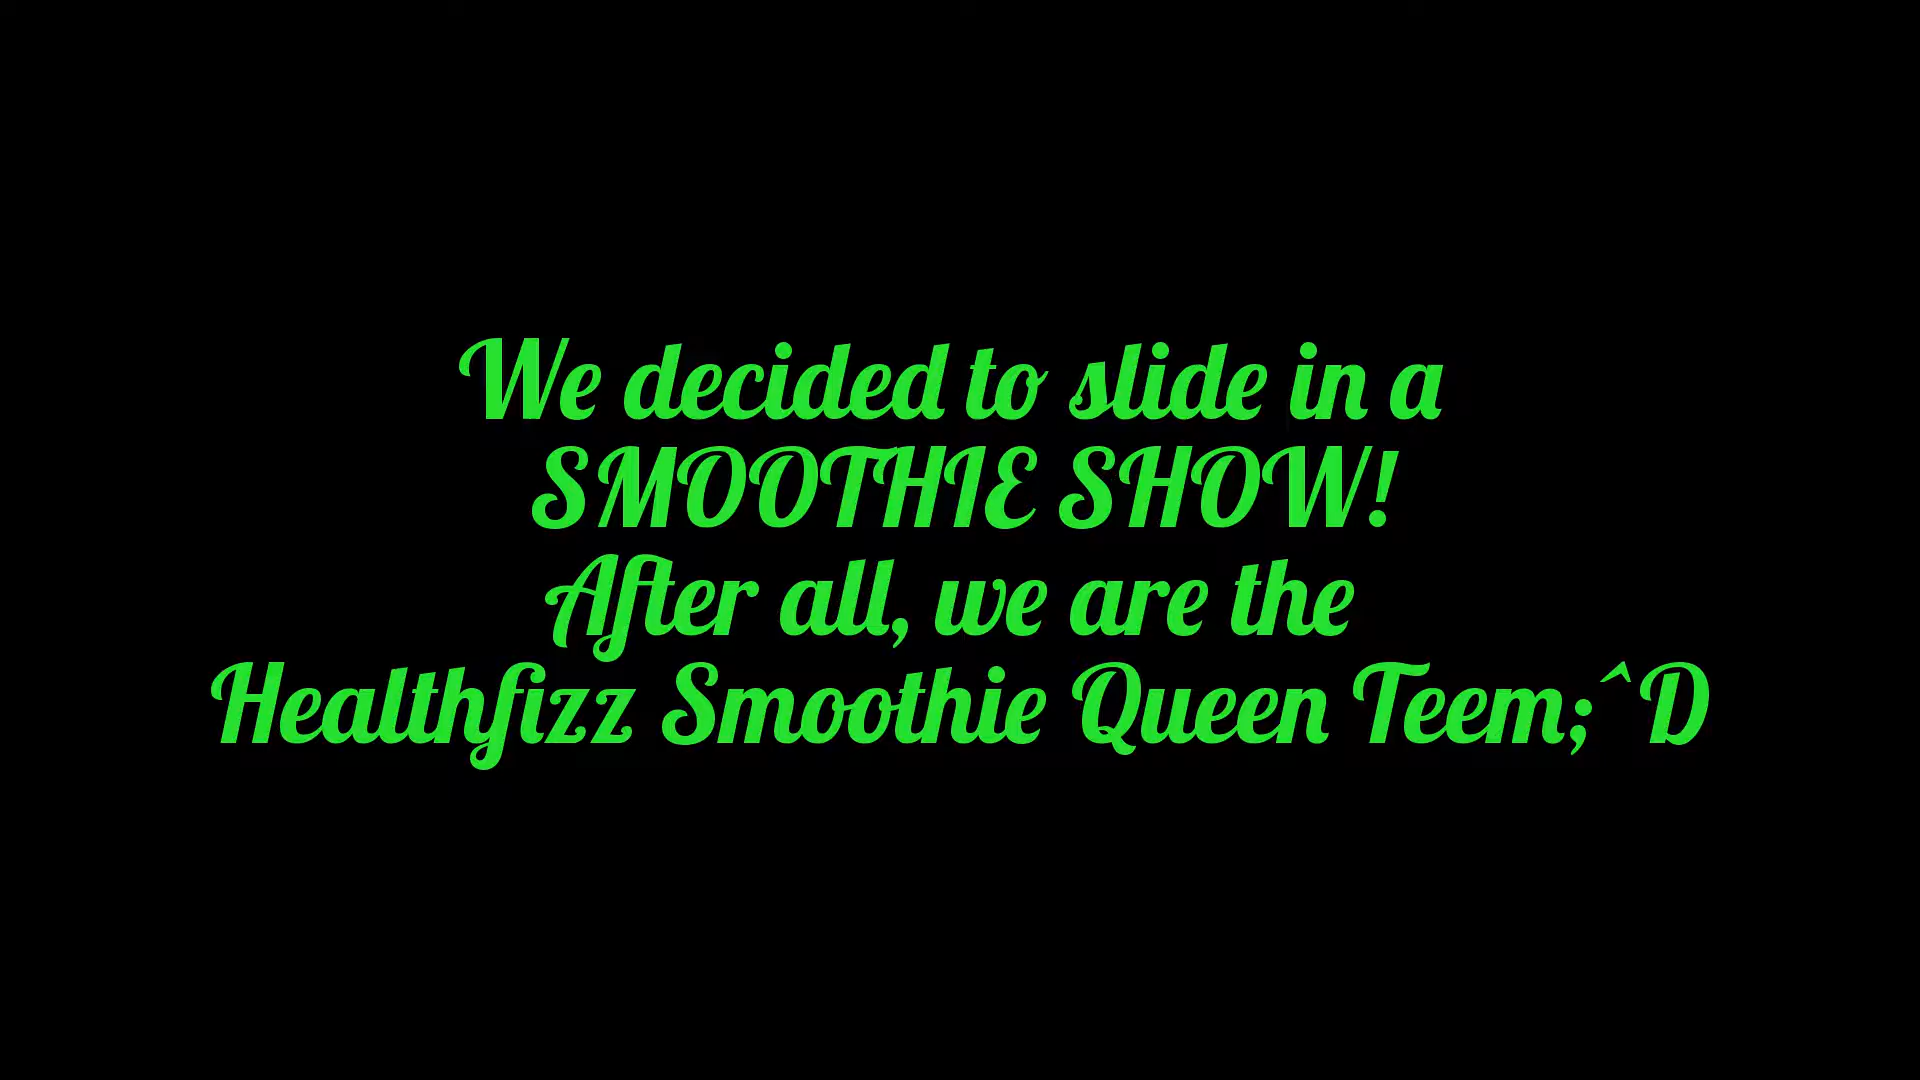 We decided to slide in a
SMOOTHIE SHOW!
After all, we are the
Healthfizz Smoothie Queen Teem;^D